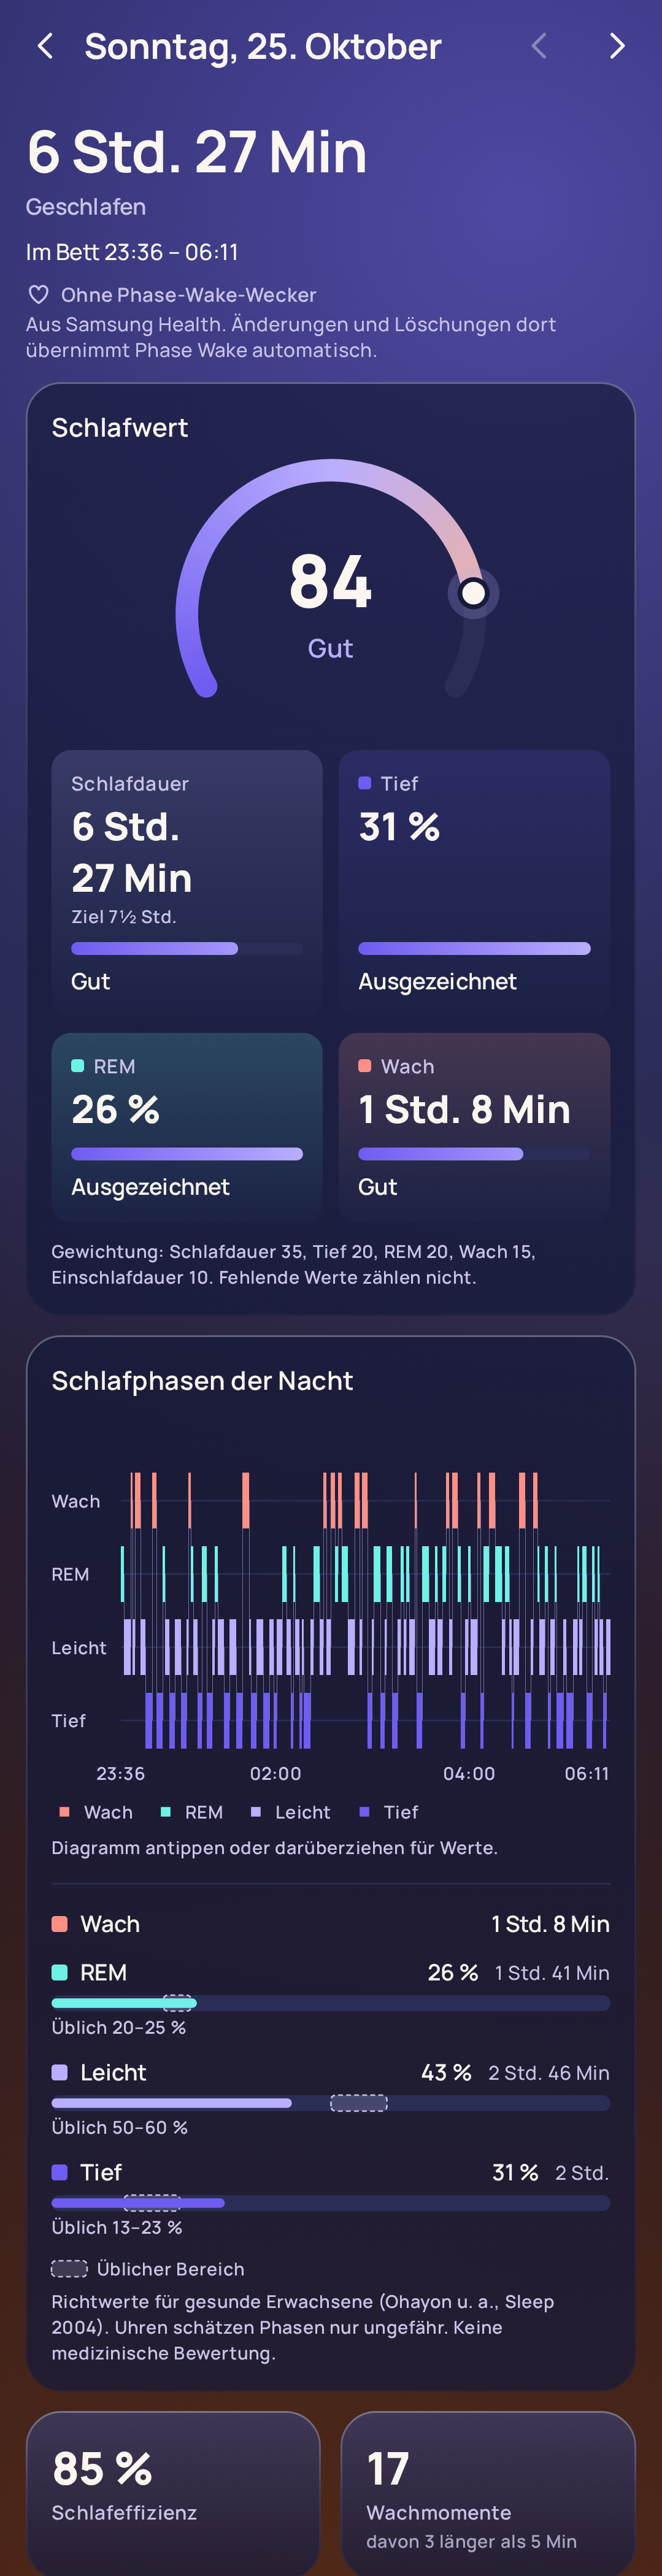 Sonntag, 25. Oktober
6 Std. 27 Min
Geschlafen
Im Bett 23:36 – 06:11
Ohne Phase-Wake-Wecker
Aus Samsung Health. Änderungen und Löschungen dort
übernimmt Phase Wake automatisch.
Schlafwert
84
Gut
Schlafdauer
6 Std.
27 Min
Ziel 7½ Std.
Gut
Tief
31 %
Ausgezeichnet
REM
26 %
Ausgezeichnet
Wach
1 Std. 8 Min
Gut
Gewichtung: Schlafdauer 35, Tief 20, REM 20, Wach 15,
Einschlafdauer 10. Fehlende Werte zählen nicht.
Schlafphasen der Nacht
Wach
REM
Leicht
Tief
23:36 02:00 04:00 06:11
Wach REM Leicht Tief
Diagramm antippen oder darüberziehen für Werte.
Wach 1 Std. 8 Min
REM 26 % 1 Std. 41 Min
Üblich 20–25 %
Leicht 43 % 2 Std. 46 Min
Üblich 50–60 %
Tief 31 % 2 Std.
Üblich 13–23 %
Üblicher Bereich
Richtwerte für gesunde Erwachsene (Ohayon u. a., Sleep
2004). Uhren schätzen Phasen nur ungefähr. Keine
medizinische Bewertung.
85 %
Schlafeffizienz
17
Wachmomente
davon 3 länger als 5 Min